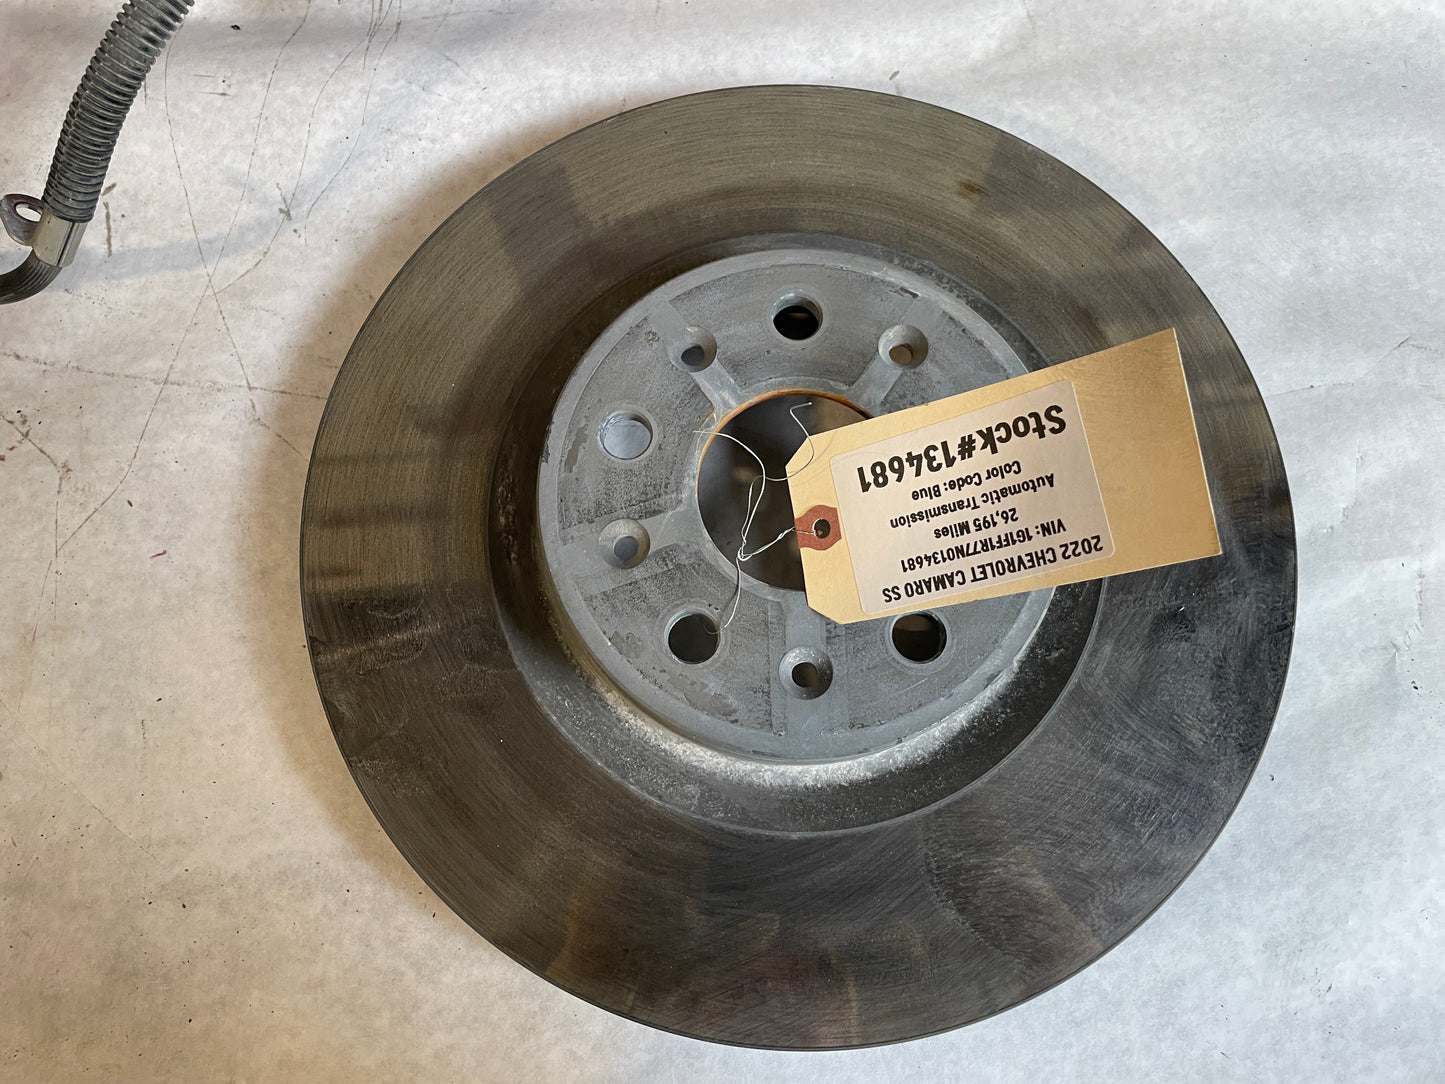 2022 CHEVROLET CAMARO SS
VIN: 1G1FF1R77N0134681
26,195 Miles
Automatic Transmission
Color Code: Blue
Stock#134681